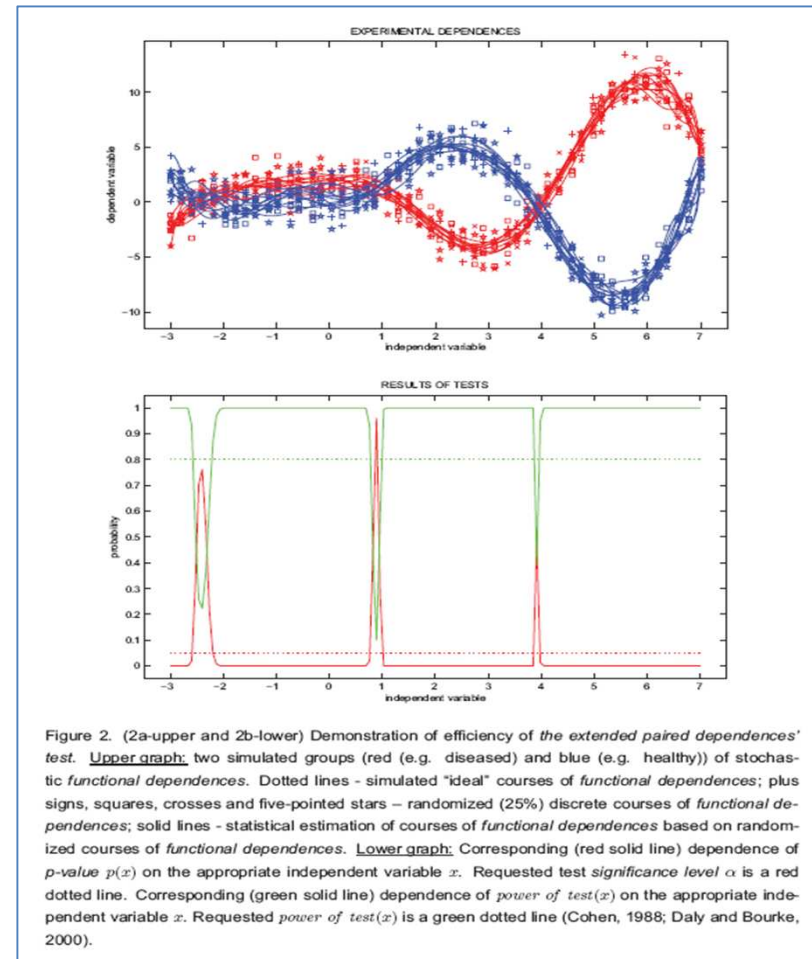 EXPERIMENTAL DEPENDENCES
10
5
0
−5
−10
dependent variable
−3 −2 −1 0 1 2 3 4 5 6 7
independent variable
RESULTS OF TESTS
1
0.9
0.8
0.7
0.6
0.5
0.4
0.3
0.2
0.1
0
probability
−3 −2 −1 0 1 2 3 4 5 6 7
independent variable
Figure 2. (2a-upper and 2b-lower) Demonstration of efficiency of the extended paired dependences'
test. Upper graph: two simulated groups (red (e.g. diseased) and blue (e.g. healthy)) of stochas-
tic functional dependences. Dotted lines - simulated “ideal” courses of functional dependences; plus
signs, squares, crosses and five-pointed stars – randomized (25%) discrete courses of functional de-
pendences; solid lines - statistical estimation of courses of functional dependences based on random-
ized courses of functional dependences. Lower graph: Corresponding (red solid line) dependence of
p-value p(x) on the appropriate independent variable x. Requested test significance level α is a red
dotted line. Corresponding (green solid line) dependence of power of test(x) on the appropriate inde-
pendent variable x. Requested power of test(x) is a green dotted line (Cohen, 1988; Daly and Bourke,
2000).